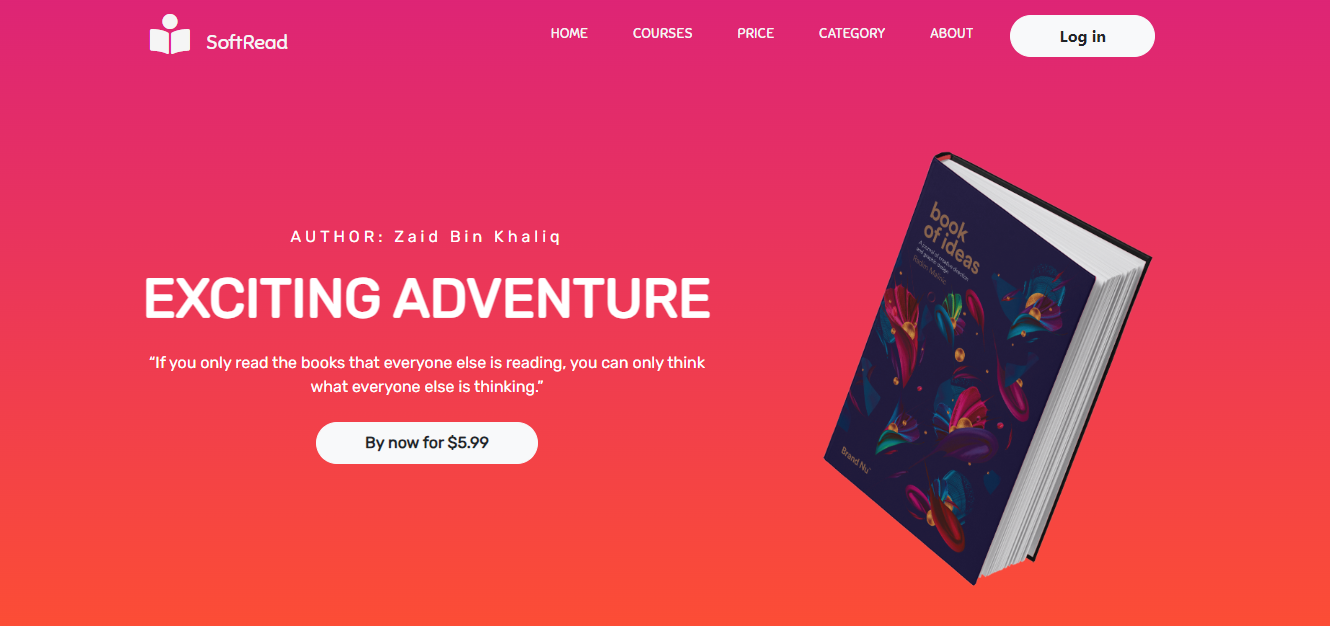 SoftRead
HOME COURSES PRICE CATEGORY ABOUT Log in
AUTHOR: Zaid Bin Khaliq
EXCITING ADVENTURE
“If you only read the books that everyone else is reading, you can only think
what everyone else is thinking.”
By now for $5.99
book
of ideas
Brand Nu